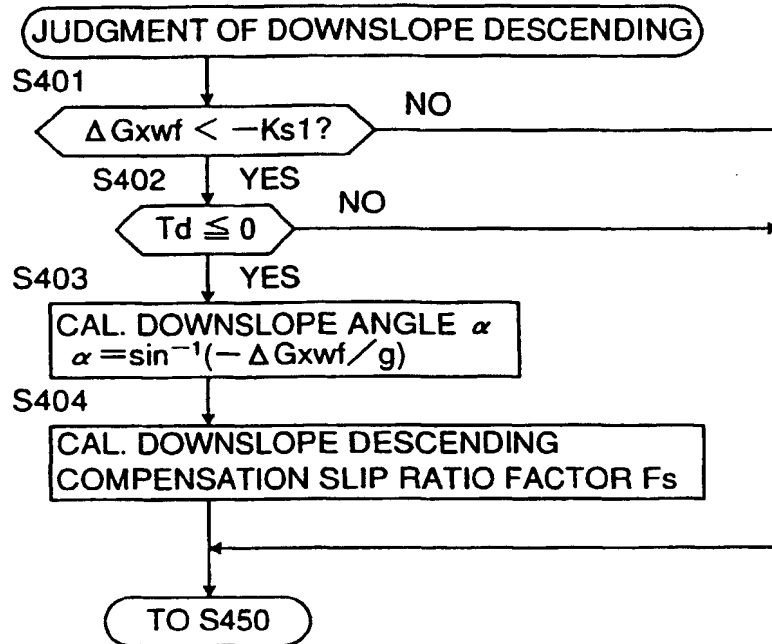 JUDGMENT OF DOWNSLOPE DESCENDING
S401
NO
ΔGxwf < −Ks1?
S402
YES
NO
Td ≦ 0
S403
YES
CAL. DOWNSLOPE ANGLE α
α=sin⁻¹(−ΔGxwf/g)
S404
CAL. DOWNSLOPE DESCENDING
COMPENSATION SLIP RATIO FACTOR Fs
TO S450